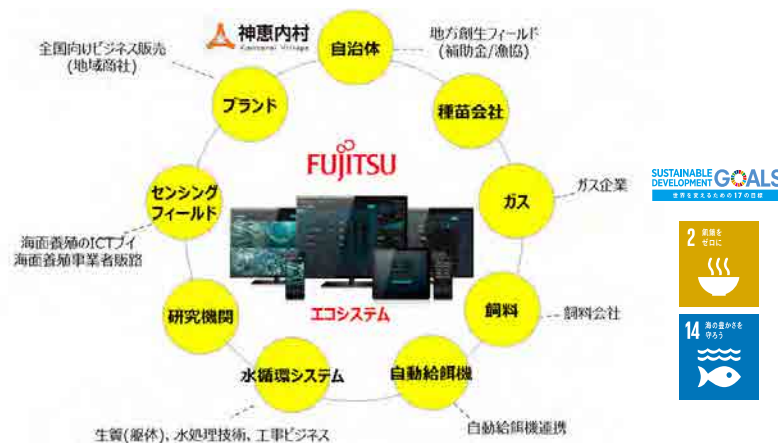 神恵内村
Kamoenai Village
自治体
地方創生フィールド
(補助金/漁協)
全国向けビジネス販売
(地域商社)
ブランド
種苗会社
FUJITSU
センシング
フィールド
ガス
ガス企業
SUSTAINABLE
DEVELOPMENT GOALS
世界を変えるための17の目標
海面養殖のICTブイ
海面養殖事業者販路
2 飢餓を
ゼロに
研究機関
エコシステム
飼料
飼料会社
14 海の豊かさを
守ろう
水循環システム
自動給餌機
生簀(躯体)、水処理技術、工事ビジネス
自動給餌機連携